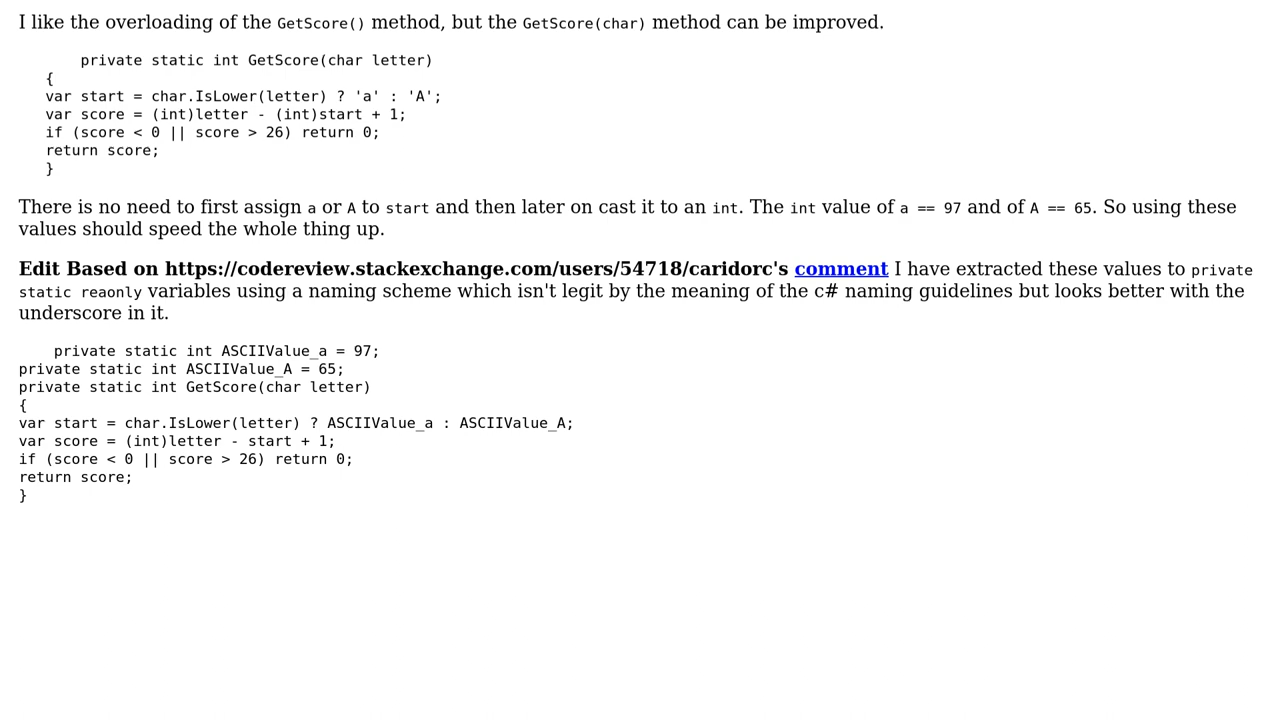 I like the overloading of the GetScore() method, but the GetScore(char) method can be improved.
private static int GetScore(char letter)
{
var start = char.IsLower(letter) ? 'a' : 'A';
var score = (int)letter - (int)start + 1;
if (score < 0 || score > 26) return 0;
return score;
}
There is no need to first assign a or A to start and then later on cast it to an int. The int value of a == 97 and of A == 65. So using these
values should speed the whole thing up.
Edit Based on https://codereview.stackexchange.com/users/54718/caridorc's comment I have extracted these values to private
static reaonly variables using a naming scheme which isn't legit by the meaning of the c# naming guidelines but looks better with the
underscore in it.
private static int ASCIIValue_a = 97;
private static int ASCIIValue_A = 65;
private static int GetScore(char letter)
{
var start = char.IsLower(letter) ? ASCIIValue_a : ASCIIValue_A;
var score = (int)letter - start + 1;
if (score < 0 || score > 26) return 0;
return score;
}